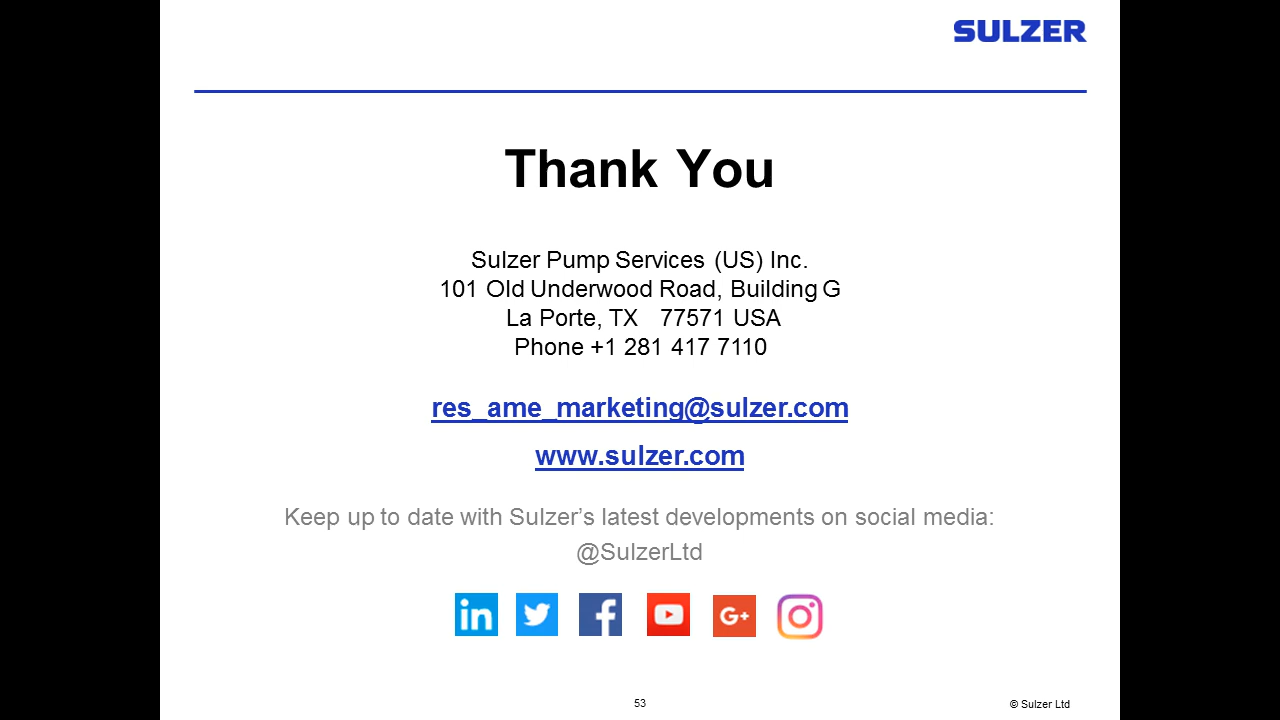 SULZER
Thank You
Sulzer Pump Services (US) Inc.
101 Old Underwood Road, Building G
La Porte, TX 77571 USA
Phone +1 281 417 7110
res_ame_marketing@sulzer.com
www.sulzer.com
Keep up to date with Sulzer’s latest developments on social media:
@SulzerLtd
in f G+
53 © Sulzer Ltd